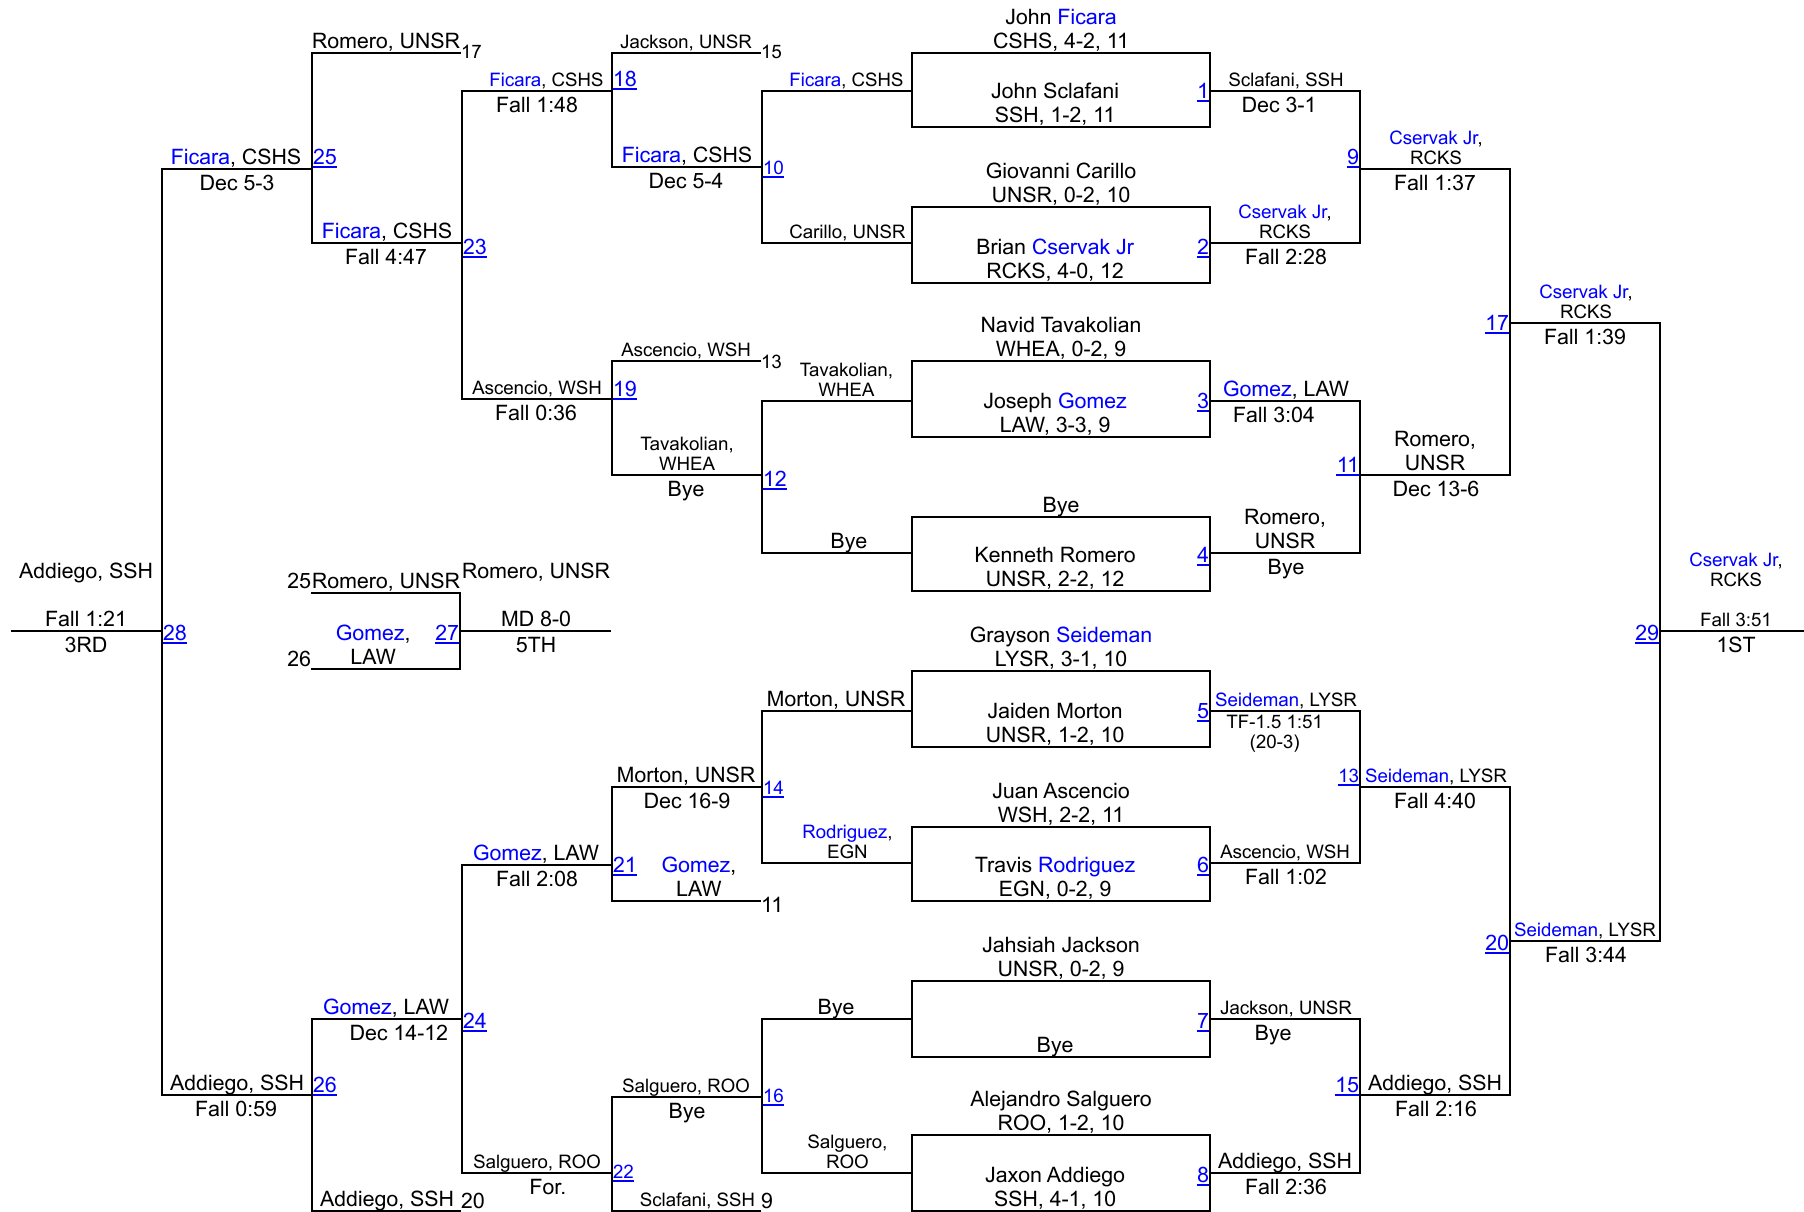 John Ficara
CSHS, 4-2, 11
Romero, UNSR
17
Jackson, UNSR
15
Ficara, CSHS
Fall 1:48
18
Ficara, CSHS
John Sclafani
SSH, 1-2, 11
1
Sclafani, SSH
Dec 3-1
Ficara, CSHS
Dec 5-3
25
Ficara, CSHS
Dec 5-4
10
9
Cservak Jr,
RCKS
Fall 1:37
Giovanni Carillo
UNSR, 0-2, 10
Ficara, CSHS
Fall 4:47
23
Carillo, UNSR
Brian Cservak Jr
RCKS, 4-0, 12
2
Cservak Jr,
RCKS
Fall 2:28
17
Cservak Jr,
RCKS
Fall 1:39
Navid Tavakolian
WHEA, 0-2, 9
Ascencio, WSH
13
Ascencio, WSH
Fall 0:36
19
Tavakolian,
WHEA
Joseph Gomez
LAW, 3-3, 9
3
Gomez, LAW
Fall 3:04
Tavakolian,
WHEA
Bye
12
11
Romero,
UNSR
Dec 13-6
Bye
Bye
Kenneth Romero
UNSR, 2-2, 12
4
Romero,
UNSR
Bye
Addiego, SSH
Fall 1:21
3RD
28
25
Romero, UNSR
Romero, UNSR
Gomez,
LAW
26
27
MD 8-0
5TH
29
Cservak Jr,
RCKS
Fall 3:51
1ST
Grayson Seideman
LYSR, 3-1, 10
Morton, UNSR
Jaiden Morton
UNSR, 1-2, 10
5
Seideman, LYSR
TF-1.5 1:51
(20-3)
Morton, UNSR
Dec 16-9
14
13
Seideman, LYSR
Fall 4:40
Juan Ascencio
WSH, 2-2, 11
Gomez, LAW
Fall 2:08
21
Gomez,
LAW
11
Rodriguez,
EGN
Travis Rodriguez
EGN, 0-2, 9
6
Ascencio, WSH
Fall 1:02
20
Seideman, LYSR
Fall 3:44
Jahsiah Jackson
UNSR, 0-2, 9
Gomez, LAW
Dec 14-12
24
Bye
Bye
7
Jackson, UNSR
Bye
Addiego, SSH
Fall 0:59
26
Salguero, ROO
Bye
16
15
Addiego, SSH
Fall 2:16
Alejandro Salguero
ROO, 1-2, 10
Salguero, ROO
For.
22
Salguero,
ROO
Jaxon Addiego
SSH, 4-1, 10
8
Addiego, SSH
Fall 2:36
Addiego, SSH
20
Sclafani, SSH
9